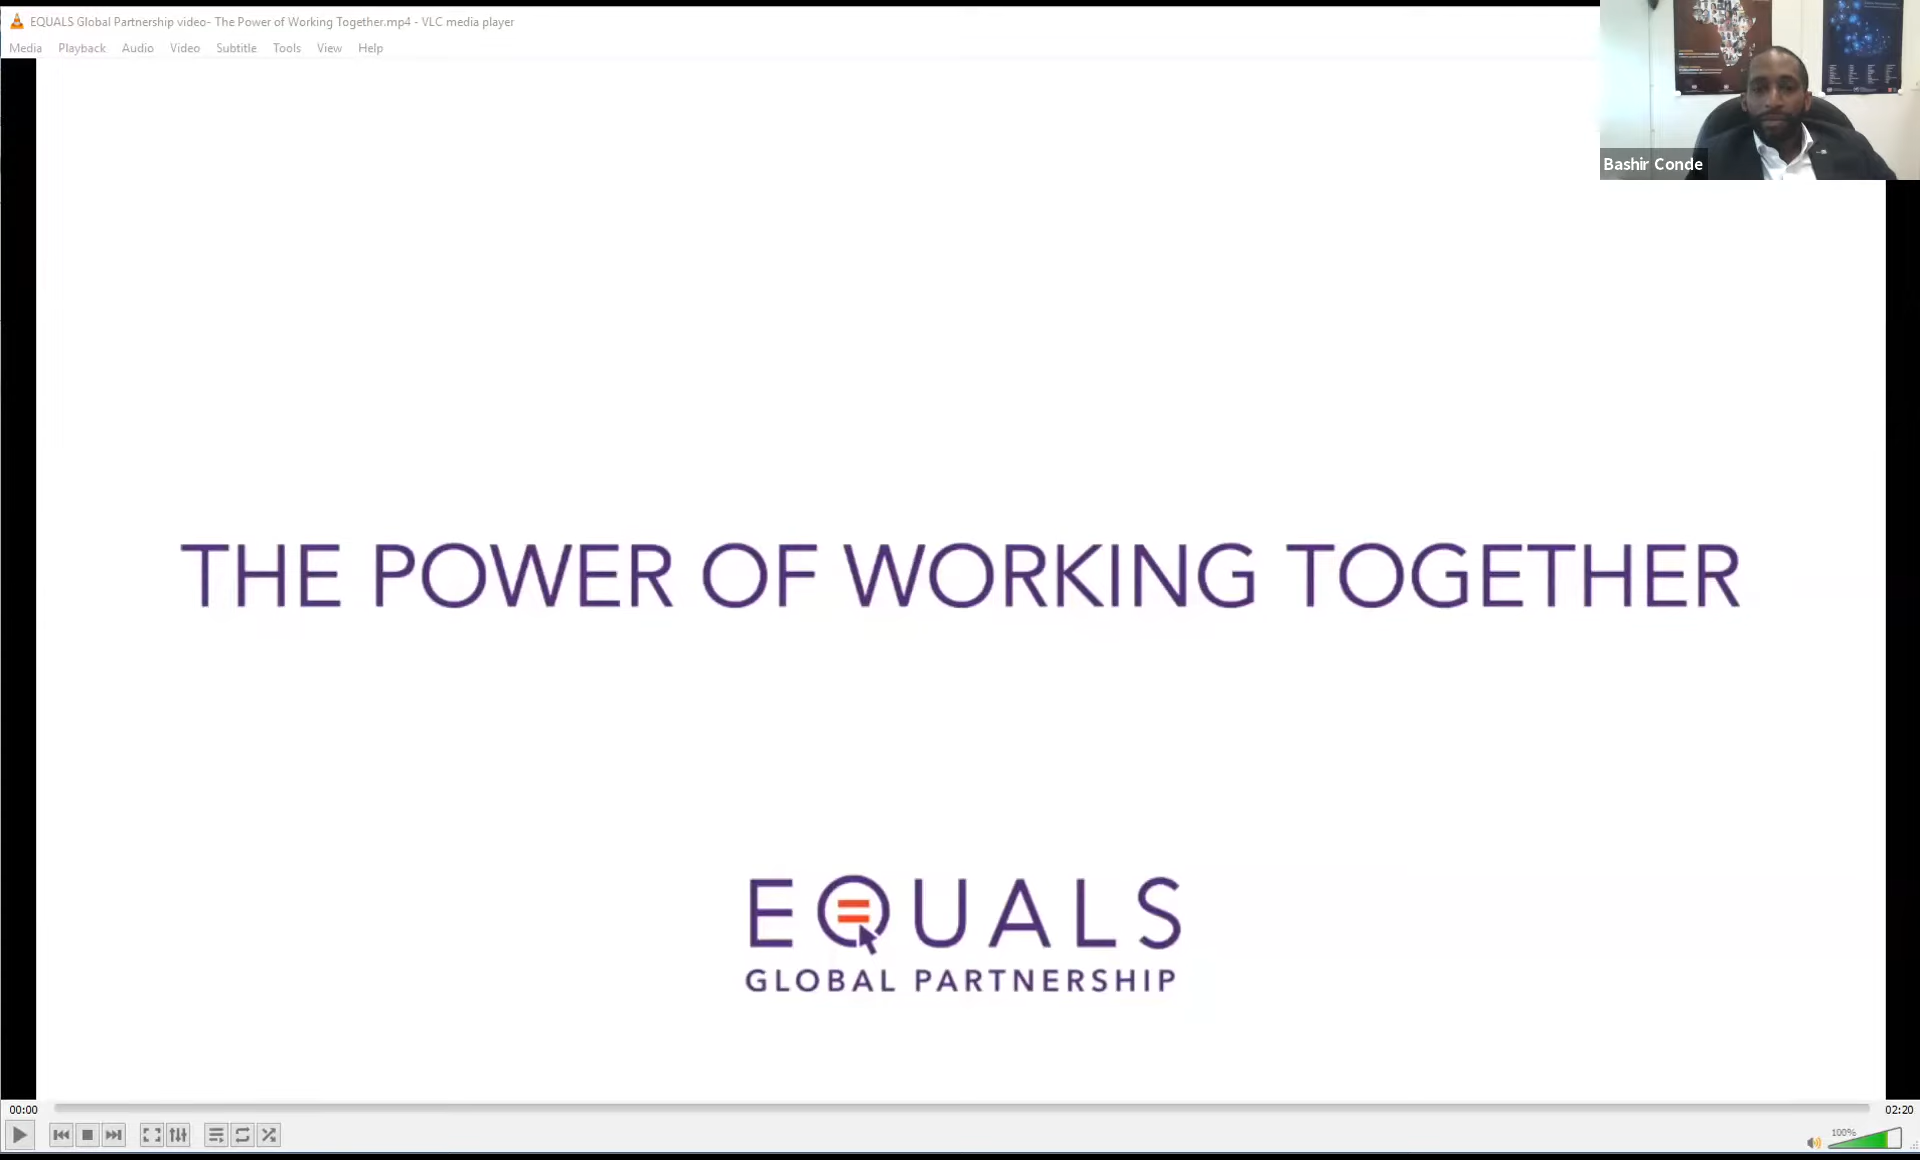 EQUALS Global Partnership video- The Power of Working Together.mp4 - VLC media player
Media Playback Audio Video Subtitle Tools View Help
Bashir Conde
THE POWER OF WORKING TOGETHER
EQUALS
GLOBAL PARTNERSHIP
00:00
02:20
100%